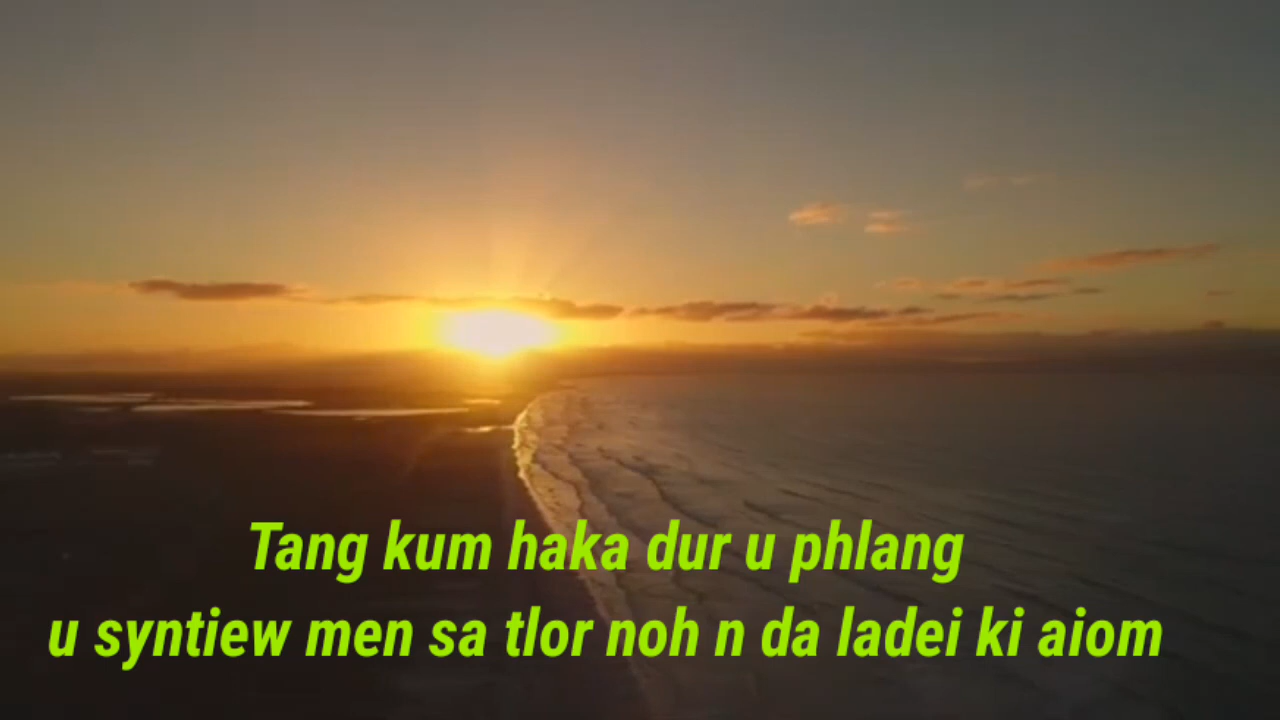 Tang kum haka dur u phlang
u syntiew men sa tlor noh n da ladei ki aiom